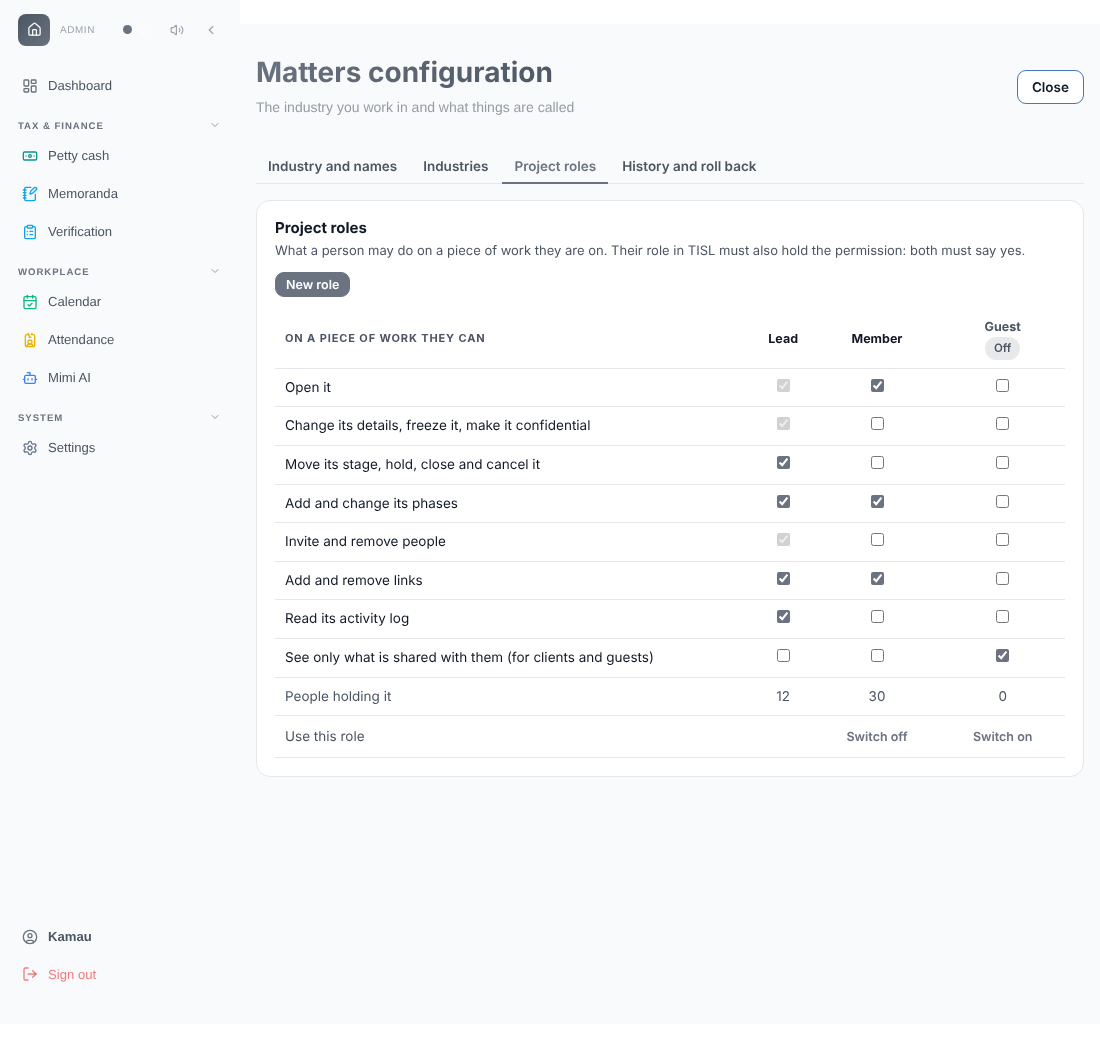 ADMIN
Dashboard
TAX & FINANCE
Petty cash
Memoranda
Verification
WORKPLACE
Calendar
Attendance
Mimi AI
SYSTEM
Settings
Kamau
Sign out
Matters configuration
The industry you work in and what things are called
Close
Industry and names Industries Project roles History and roll back
Project roles
What a person may do on a piece of work they are on. Their role in TISL must also hold the permission: both must say yes.
New role
ON A PIECE OF WORK THEY CAN Lead Member Guest
Off
Open it
Change its details, freeze it, make it confidential
Move its stage, hold, close and cancel it
Add and change its phases
Invite and remove people
Add and remove links
Read its activity log
See only what is shared with them (for clients and guests)
People holding it 12 30 0
Use this role Switch off Switch on